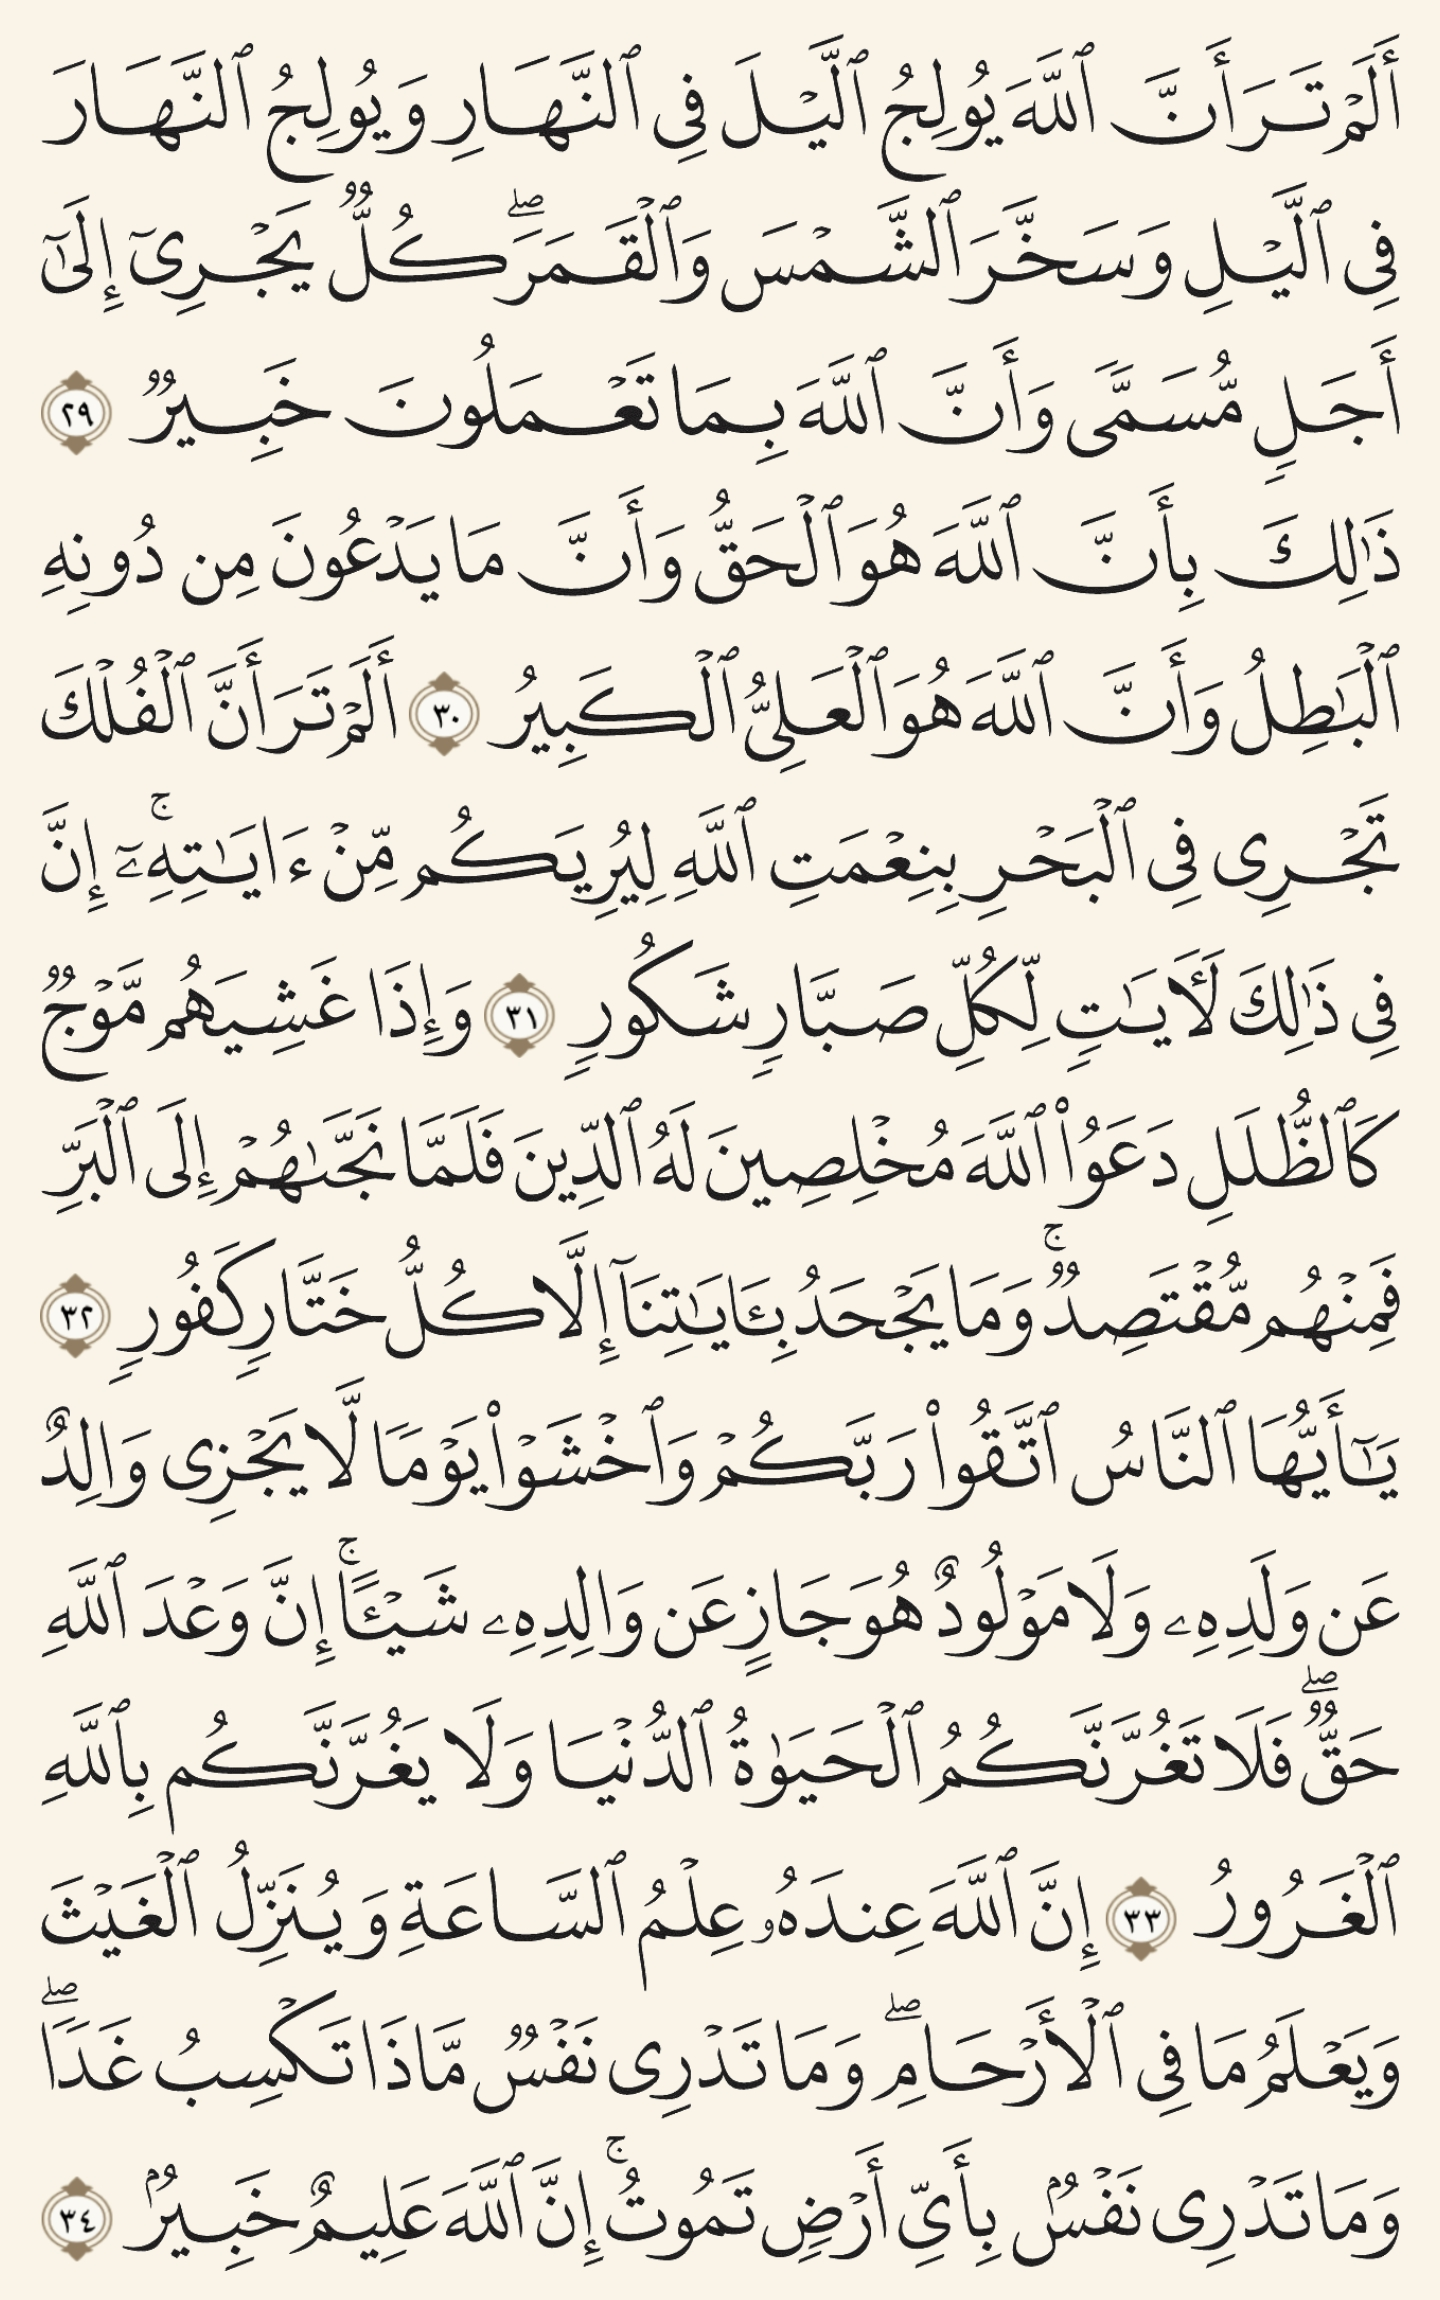 أَلَمْ تَرَ أَنَّ ٱللَّهَ يُولِجُ ٱلَّيْلَ فِى ٱلنَّهَارِ وَيُولِجُ ٱلنَّهَارَ
فِى ٱلَّيْلِ وَسَخَّرَ ٱلشَّمْسَ وَٱلْقَمَرَۖ كُلٌّ يَجْرِىٓ إِلَىٰٓ
أَجَلٍ مُّسَمًّى وَأَنَّ ٱللَّهَ بِمَا تَعْمَلُونَ خَبِيرٌ ٢٩
ذَٰلِكَ بِأَنَّ ٱللَّهَ هُوَ ٱلْحَقُّ وَأَنَّ مَا يَدْعُونَ مِن دُونِهِ
ٱلْبَٰطِلُ وَأَنَّ ٱللَّهَ هُوَ ٱلْعَلِىُّ ٱلْكَبِيرُ ٣٠ أَلَمْ تَرَ أَنَّ ٱلْفُلْكَ
تَجْرِى فِى ٱلْبَحْرِ بِنِعْمَتِ ٱللَّهِ لِيُرِيَكُم مِّنْ ءَايَٰتِهِۦٓۚ إِنَّ
فِى ذَٰلِكَ لَءَايَٰتٍ لِّكُلِّ صَبَّارٍ شَكُورٍ ٣١ وَإِذَا غَشِيَهُم مَّوْجٌ
كَٱلظُّلَلِ دَعَوُا۟ ٱللَّهَ مُخْلِصِينَ لَهُ ٱلدِّينَ فَلَمَّا نَجَّىٰهُمْ إِلَى ٱلْبَرِّ
فَمِنْهُم مُّقْتَصِدٌۚ وَمَا يَجْحَدُ بِـَٔايَٰتِنَآ إِلَّا كُلُّ خَتَّارٍ كَفُورٍ ٣٢
يَٰٓأَيُّهَا ٱلنَّاسُ ٱتَّقُوا۟ رَبَّكُمْ وَٱخْشَوْا۟ يَوْمًا لَّا يَجْزِى وَالِدٌ
عَن وَلَدِهِۦ وَلَا مَوْلُودٌ هُوَ جَازٍ عَن وَالِدِهِۦ شَيْـًٔاۚ إِنَّ وَعْدَ ٱللَّهِ
حَقٌّۖ فَلَا تَغُرَّنَّكُمُ ٱلْحَيَوٰةُ ٱلدُّنْيَا وَلَا يَغُرَّنَّكُم بِٱللَّهِ
ٱلْغَرُورُ ٣٣ إِنَّ ٱللَّهَ عِندَهُۥ عِلْمُ ٱلسَّاعَةِ وَيُنَزِّلُ ٱلْغَيْثَ
وَيَعْلَمُ مَا فِى ٱلْأَرْحَامِۖ وَمَا تَدْرِى نَفْسٌ مَّاذَا تَكْسِبُ غَدًاۖ
وَمَا تَدْرِى نَفْسٌۢ بِأَىِّ أَرْضٍ تَمُوتُۚ إِنَّ ٱللَّهَ عَلِيمٌ خَبِيرٌۢ ٣٤